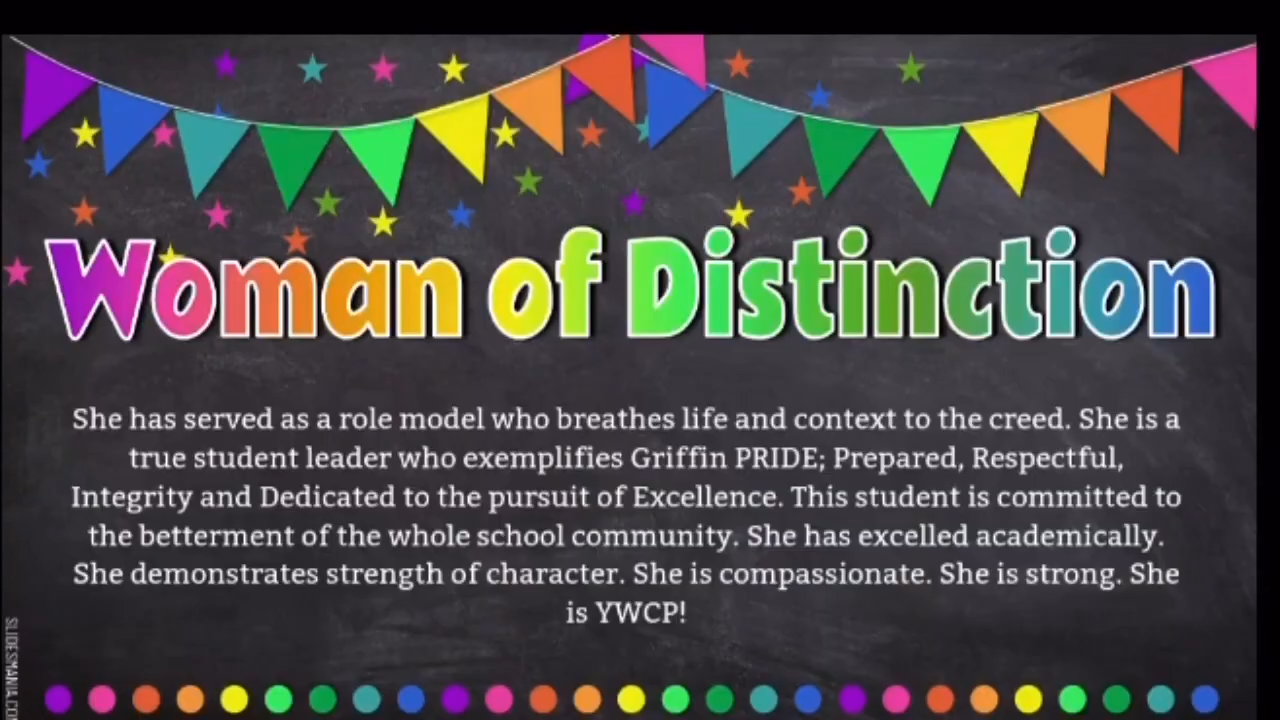 Woman of Distinction
She has served as a role model who breathes life and context to the creed. She is a
true student leader who exemplifies Griffin PRIDE; Prepared, Respectful,
Integrity and Dedicated to the pursuit of Excellence. This student is committed to
the betterment of the whole school community. She has excelled academically.
She demonstrates strength of character. She is compassionate. She is strong. She
is YWCP!
SLIDESMANIA.COM